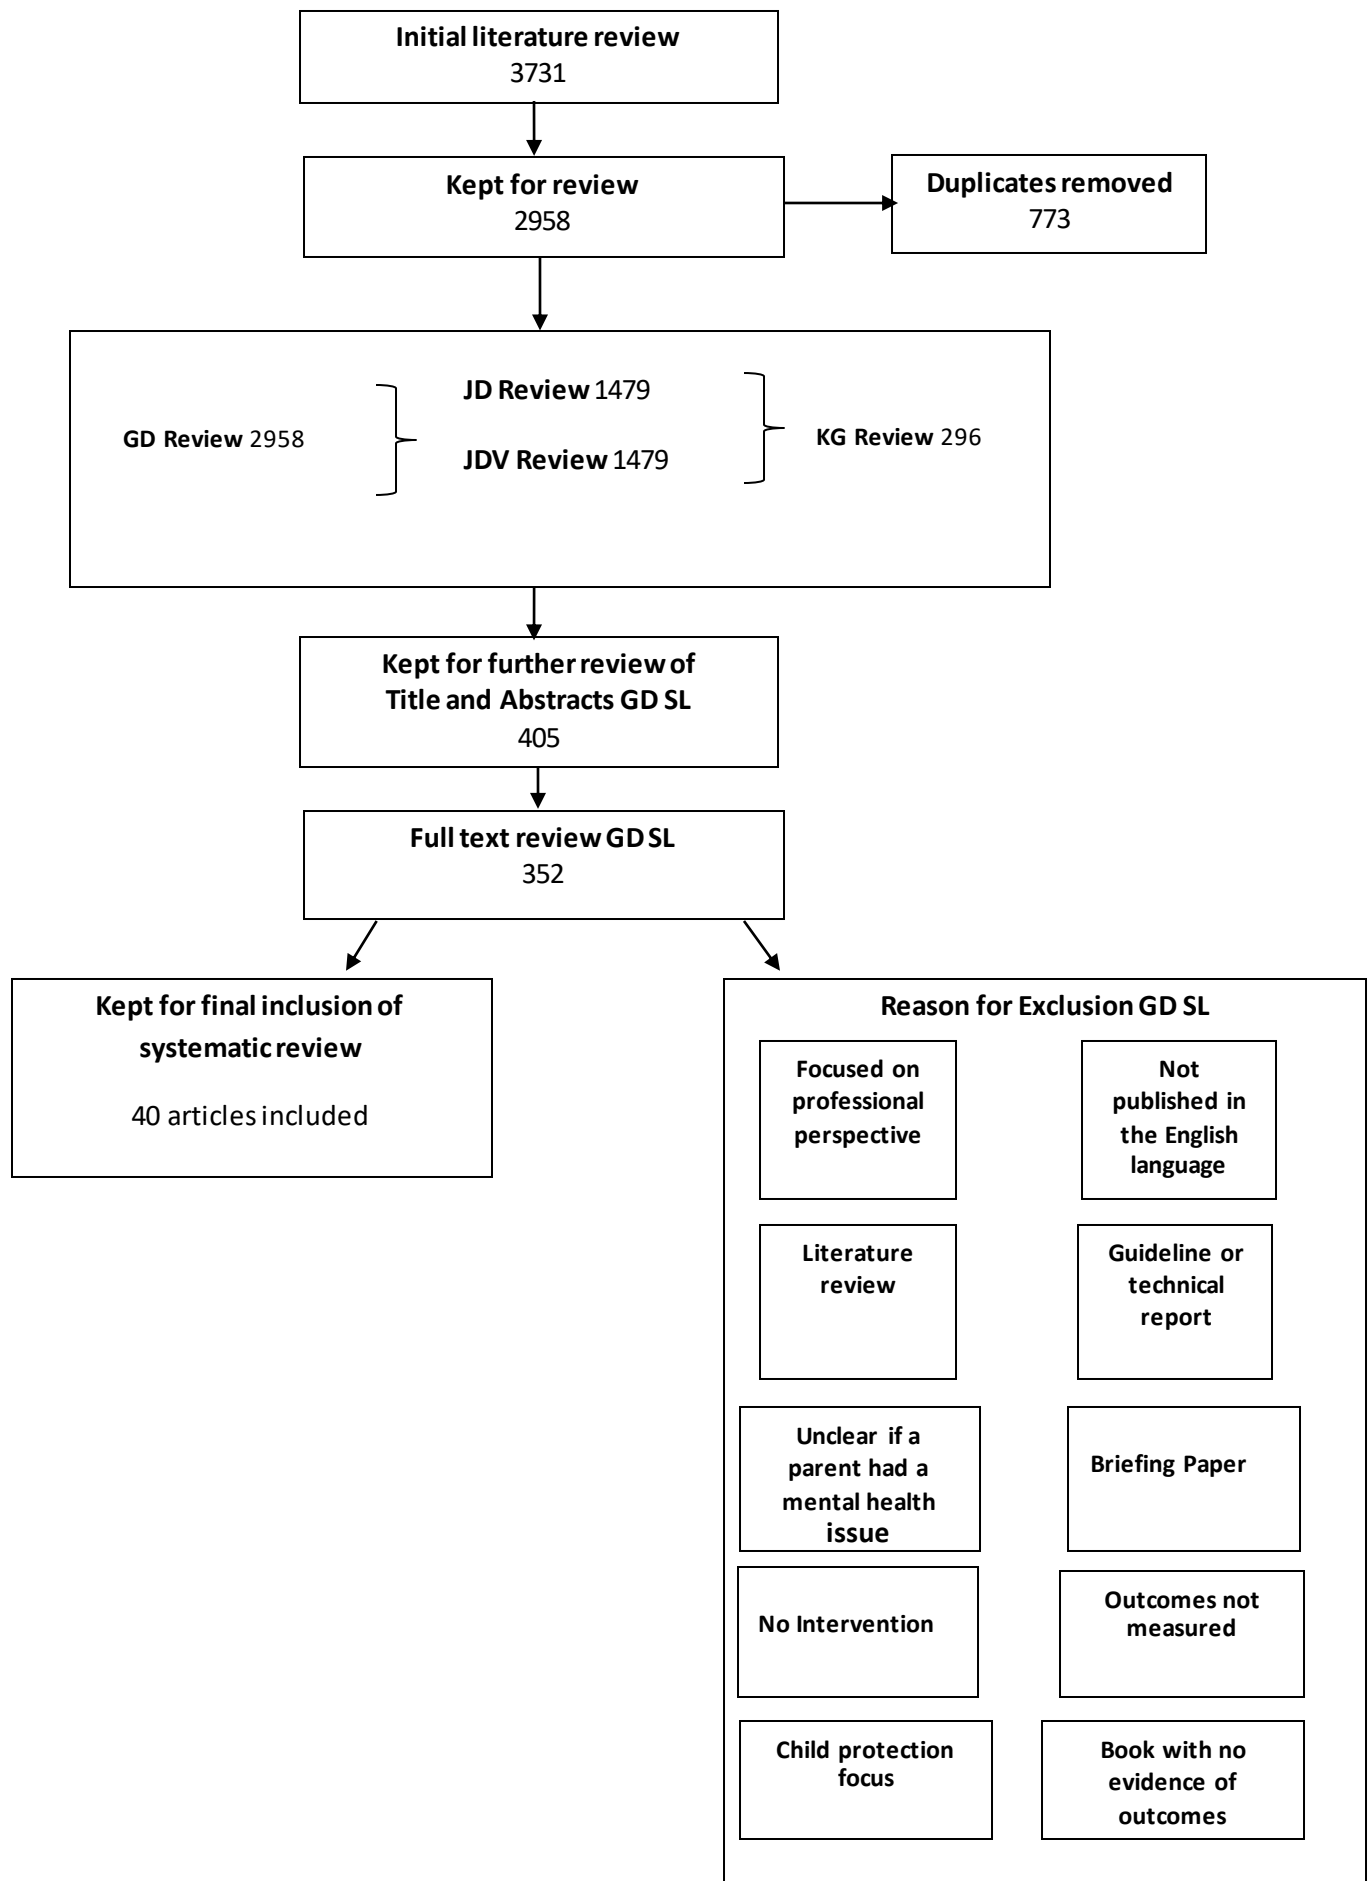 Initial literature review
3731
Kept for review
2958
Duplicates removed
773
GD Review 2958
JD Review 1479
JDV Review 1479
KG Review 296
Kept for further review of
Title and Abstracts GD SL
405
Full text review GD SL
352
Kept for final inclusion of
systematic review
40 articles included
Reason for Exclusion GD SL
Focused on
professional
perspective
Not
published in
the English
language
Literature
review
Guideline or
technical
report
Unclear if a
parent had a
mental health
issue
Briefing Paper
No Intervention
Outcomes not
measured
Child protection
focus
Book with no
evidence of
outcomes